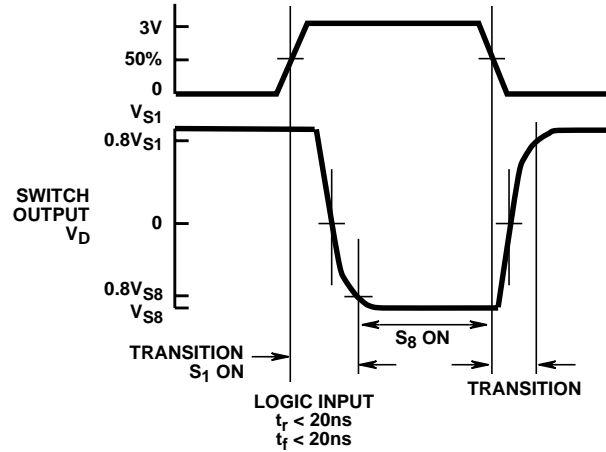 3V
50%
0
VS1
0.8VS1
SWITCH
OUTPUT
VD
0
0.8VS8
VS8
S8 ON
TRANSITION
S1 ON
TRANSITION
LOGIC INPUT
tr < 20ns
tf < 20ns